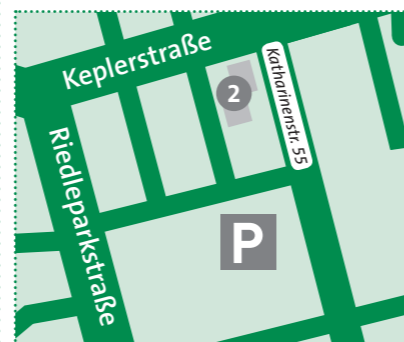 Keplerstraße
2
Katharinenstr. 55
Riedleparkstraße
P